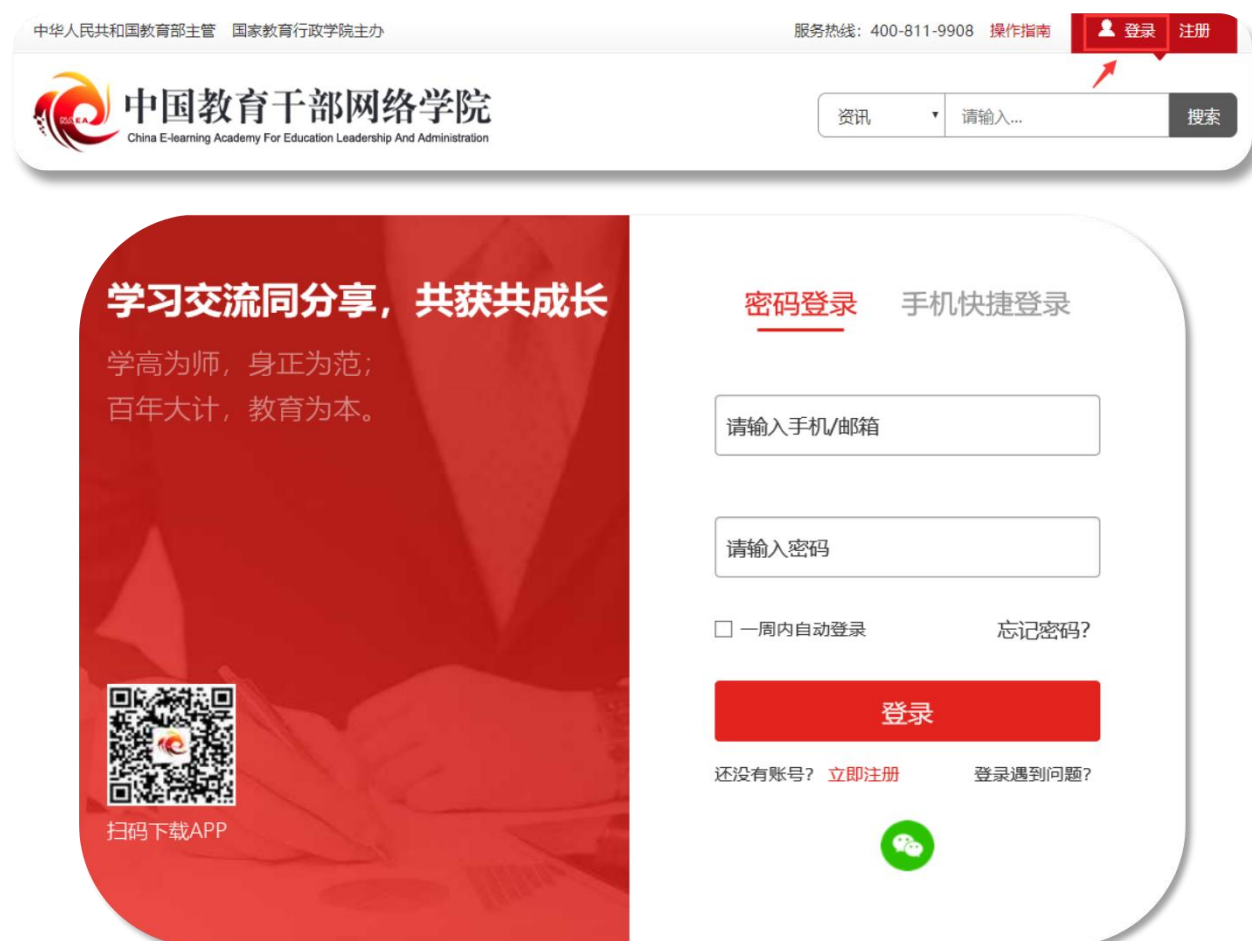 中华人民共和国教育部主管 国家教育行政学院主办
服务热线：400-811-9908 操作指南 登录 注册
中国教育干部网络学院
China E-learning Academy For Education Leadership And Administration
资讯 请输入... 搜索
学习交流同分享，共获共成长
学高为师，身正为范；
百年大计，教育为本。
扫码下载APP
密码登录 手机快捷登录
请输入手机/邮箱
请输入密码
一周内自动登录 忘记密码?
登录
还没有账号? 立即注册 登录遇到问题?